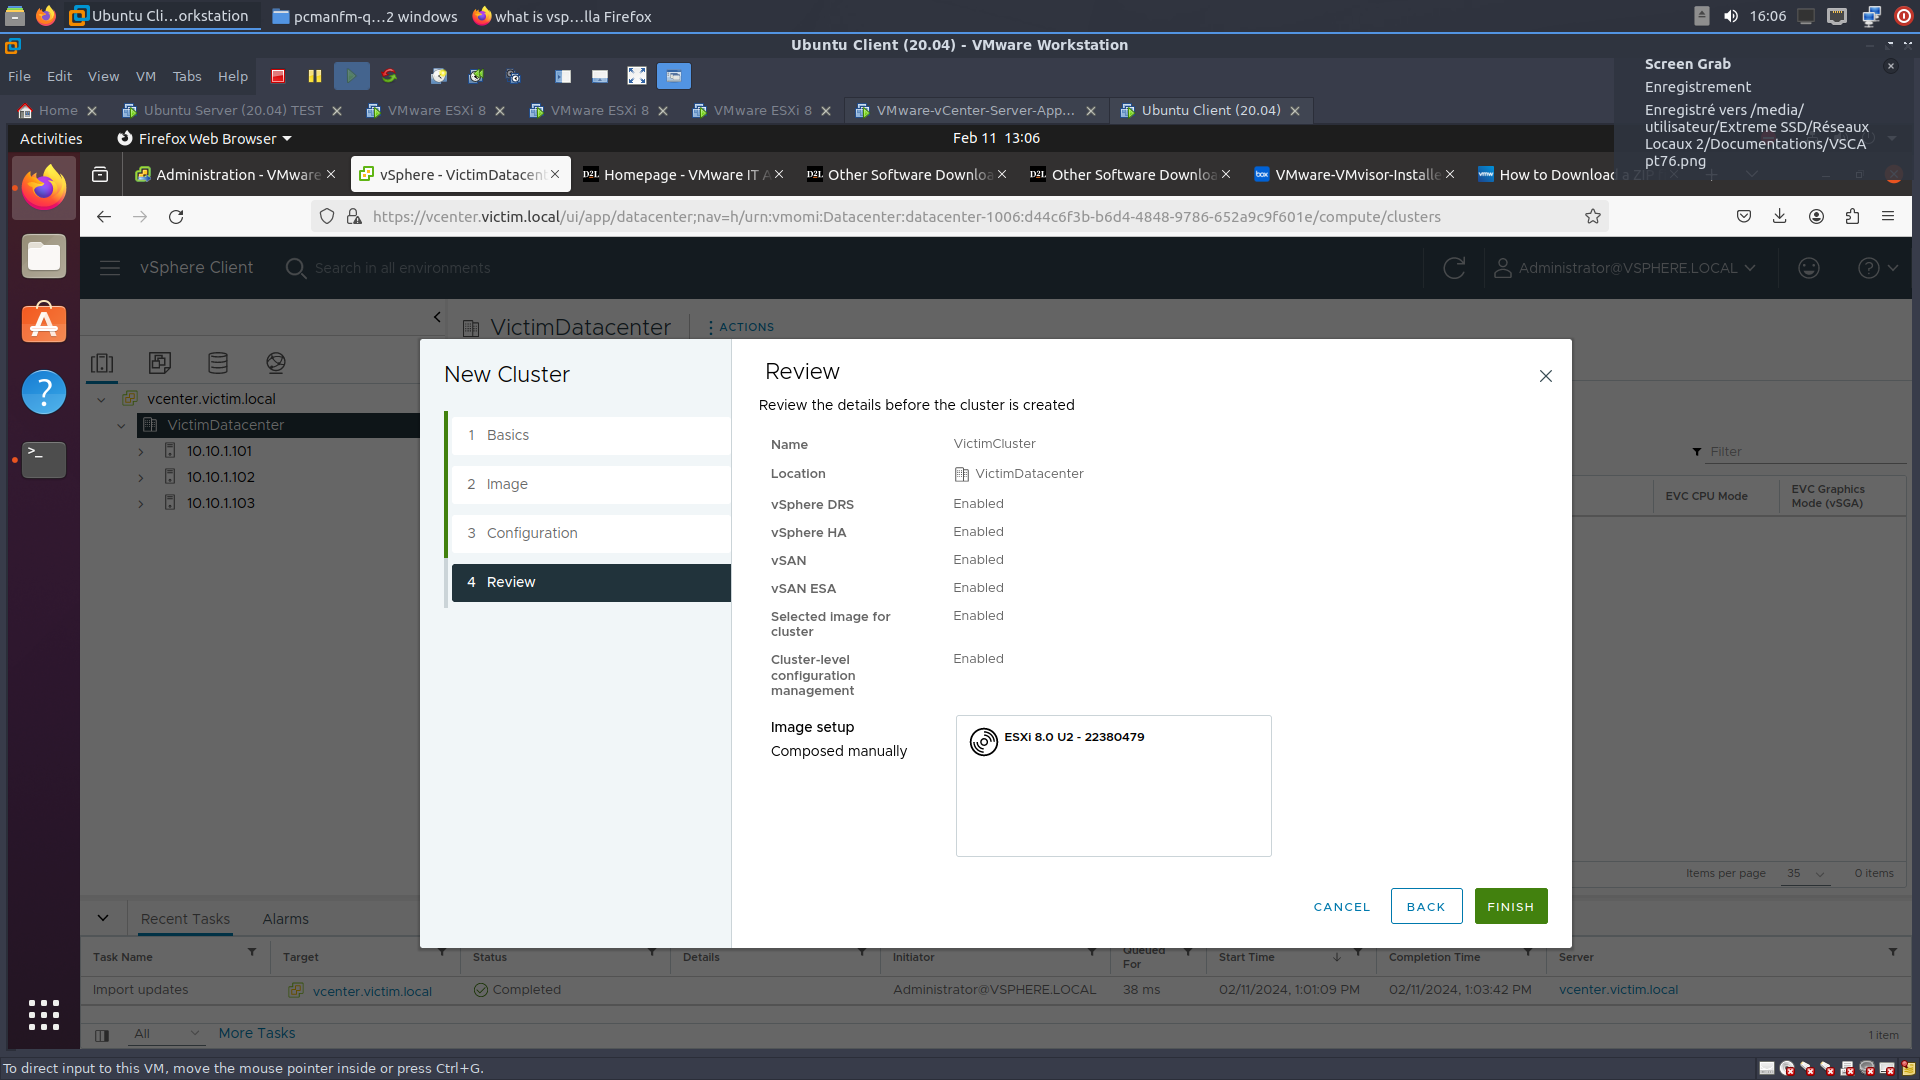 Ubuntu Cli...orkstation
pcmanfm-q...2 windows
what is vsp...lla Firefox
16:06
Ubuntu Client (20.04) - VMware Workstation
File Edit View VM Tabs Help
Screen Grab
Enregistrement
Enregistré vers /media/
utilisateur/Extreme SSD/Réseaux
Locaux 2/Documentations/VSCA
pt76.png
Home
Ubuntu Server (20.04) TEST
VMware ESXi 8
VMware ESXi 8
VMware ESXi 8
VMware-vCenter-Server-App...
Ubuntu Client (20.04)
Activities
Firefox Web Browser
Feb 11 13:06
Administration - VMware
vSphere - VictimDatacent
Homepage - VMware IT A
Other Software Downloa
Other Software Downloa
VMware-VMvisor-Installe
How to Download a ZIP
https://vcenter.victim.local/ui/app/datacenter;nav=h/urn:vmomi:Datacenter:datacenter-1006:d44c6f3b-b6d4-4848-9786-652a9c9f601e/compute/clusters
vSphere Client
Search in all environments
Administrator@VSPHERE.LOCAL
VictimDatacenter
ACTIONS
vcenter.victim.local
VictimDatacenter
10.10.1.101
10.10.1.102
10.10.1.103
New Cluster
1 Basics
2 Image
3 Configuration
4 Review
Review
Review the details before the cluster is created
Name VictimCluster
Location VictimDatacenter
vSphere DRS Enabled
vSphere HA Enabled
vSAN Enabled
vSAN ESA Enabled
Selected image for
cluster
Enabled
Cluster-level
configuration
management
Enabled
Image setup
Composed manually
ESXi 8.0 U2 - 22380479
CANCEL
BACK
FINISH
Filter
EVC CPU Mode
EVC Graphics
Mode (vSGA)
Items per page 35 0 items
Recent Tasks
Alarms
Task Name
Target
Status
Details
Initiator
Queued
For
Start Time
Completion Time
Server
Import updates
vcenter.victim.local
Completed
Administrator@VSPHERE.LOCAL
38 ms
02/11/2024, 1:01:09 PM
02/11/2024, 1:03:42 PM
vcenter.victim.local
All
More Tasks
1 item
To direct input to this VM, move the mouse pointer inside or press Ctrl+G.